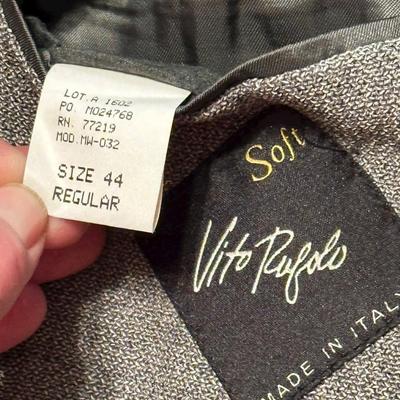 LOT.A 1602
PO. M024768
RN. 77219
MOD.MW-032
SIZE 44
REGULAR
Soft
Vito Rufolo
MADE IN ITALY